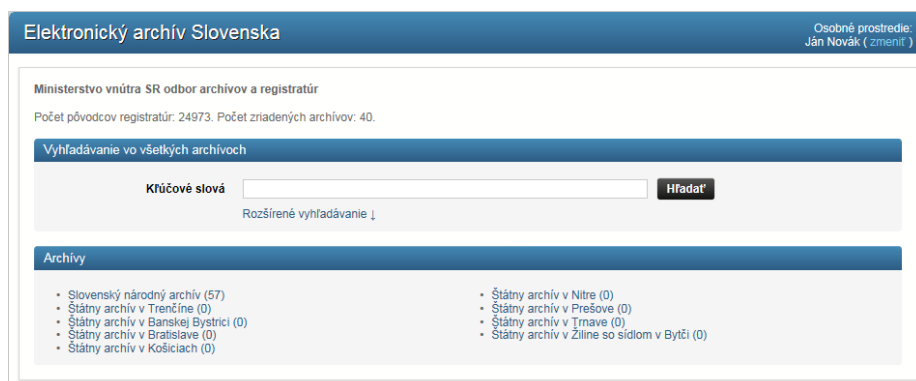 Elektronický archív Slovenska
Osobné prostredie:
Ján Novák ( zmeniť )
Ministerstvo vnútra SR odbor archívov a registratúr
Počet pôvodcov registratúr: 24973. Počet zriadených archívov: 40.
Vyhľadávanie vo všetkých archívoch
Kľúčové slová
Hľadať
Rozšírené vyhľadávanie ↓
Archívy
• Slovenský národný archív (57)
• Štátny archív v Trenčíne (0)
• Štátny archív v Banskej Bystrici (0)
• Štátny archív v Bratislave (0)
• Štátny archív v Košiciach (0)
• Štátny archív v Nitre (0)
• Štátny archív v Prešove (0)
• Štátny archív v Trnave (0)
• Štátny archív v Žiline so sídlom v Bytči (0)